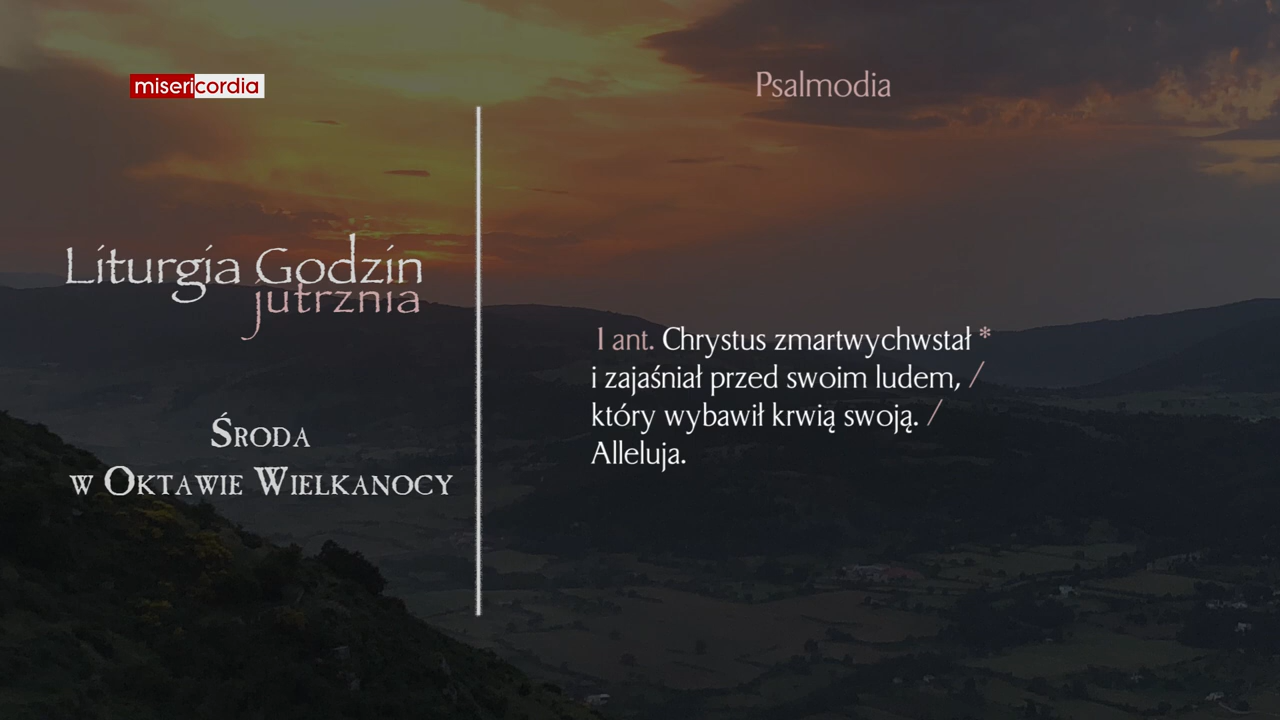 misericordia
Psalmodia
Liturgia Godzin
jutrznia
Środa
w Oktawie Wielkanocy
1 ant. Chrystus zmartwychwstał *
i zajaśniał przed swoim ludem, /
który wybawił krwią swoją. /
Alleluja.